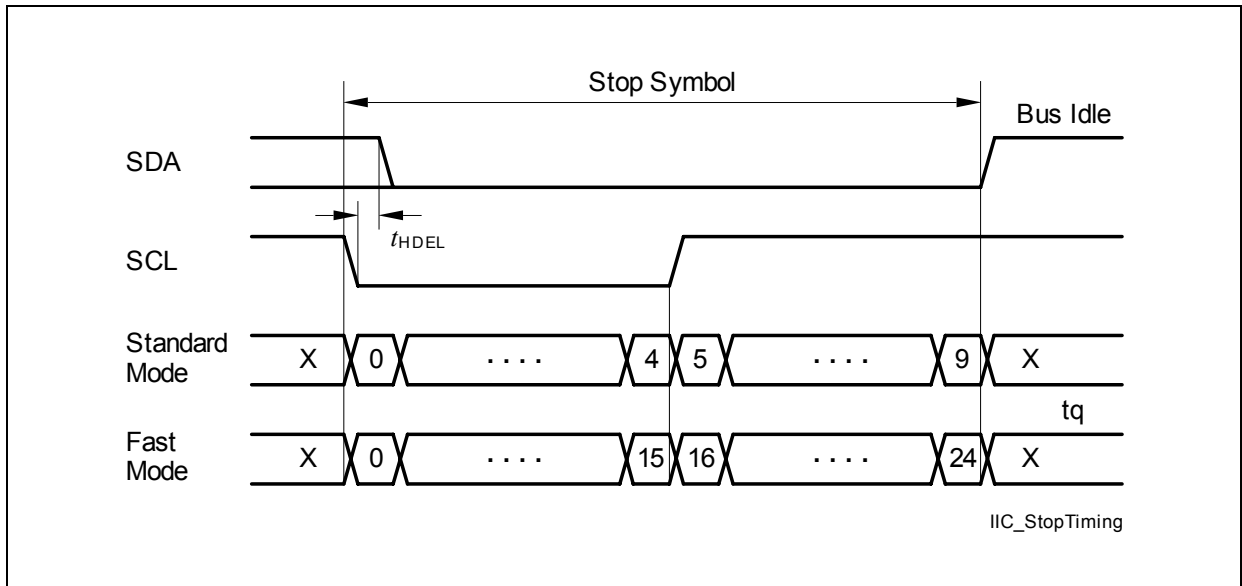 Stop Symbol
Bus Idle
SDA
tHDEL
SCL
Standard Mode
X 0 . . . . 4 5 . . . . 9 X
tq
Fast Mode
X 0 . . . . 15 16 . . . . 24 X
IIC_StopTiming